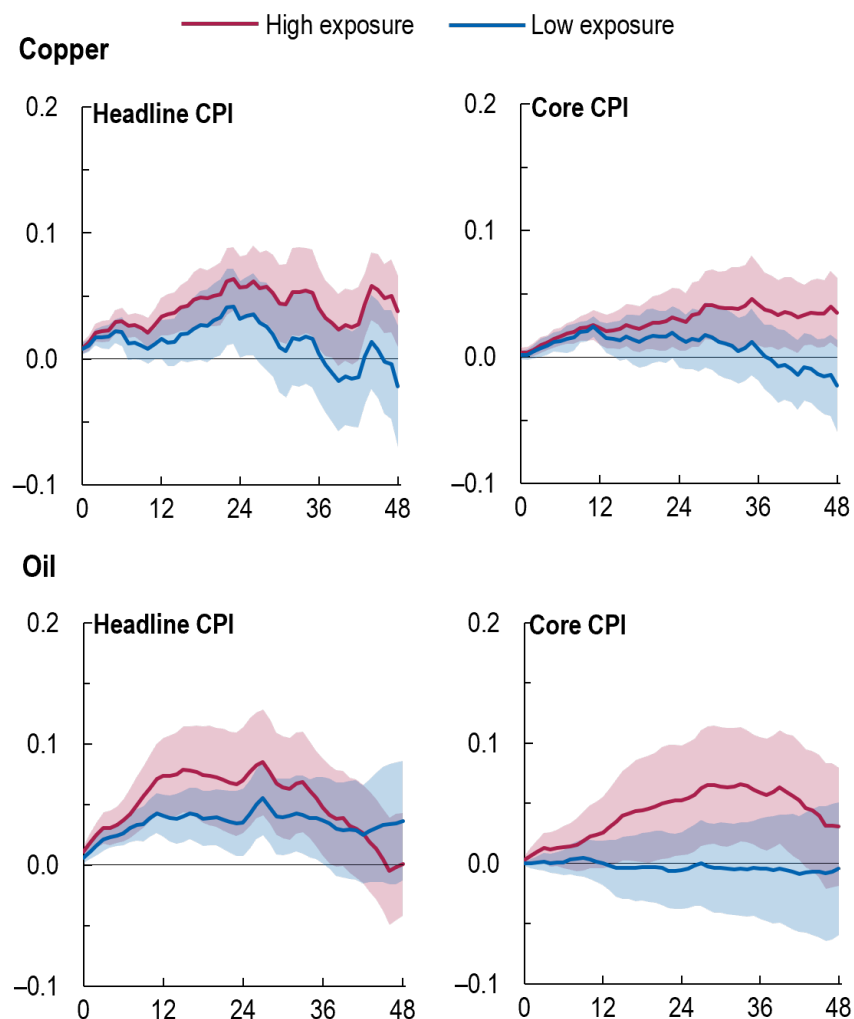 High exposure
Low exposure
Copper
Headline CPI
0.2
0.1
0.0
–0.1
0 12 24 36 48
Core CPI
0.2
0.1
0.0
–0.1
0 12 24 36 48
Oil
Headline CPI
0.2
0.1
0.0
–0.1
0 12 24 36 48
Core CPI
0.2
0.1
0.0
–0.1
0 12 24 36 48